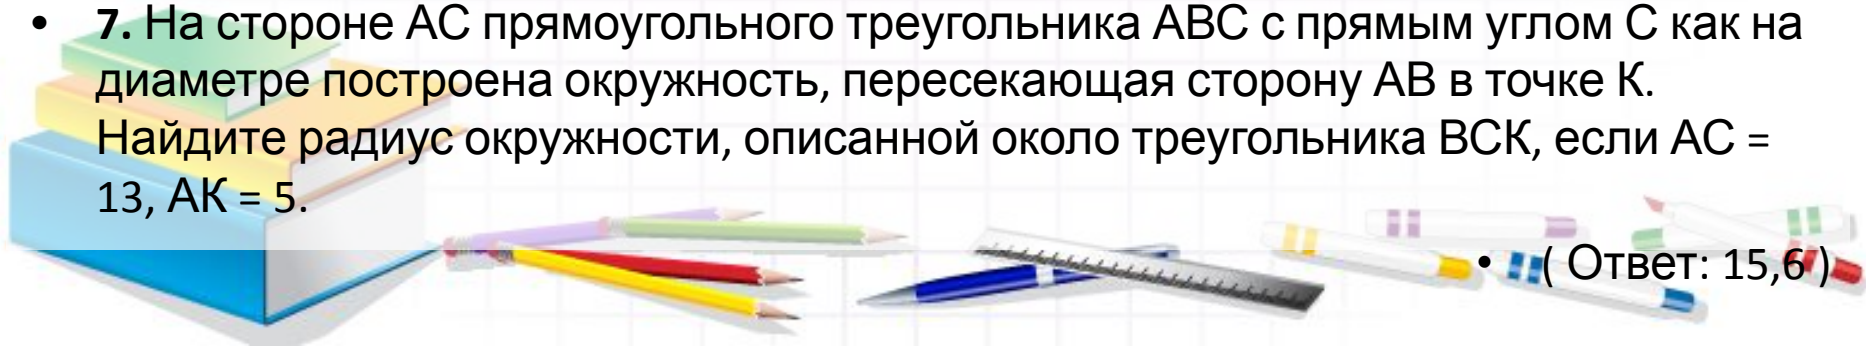 • 7. На стороне АС прямоугольного треугольника АВС с прямым углом С как на
диаметре построена окружность, пересекающая сторону АВ в точке К.
Найдите радиус окружности, описанной около треугольника ВСК, если АС =
13, АК = 5.
• ( Ответ: 15,6 )